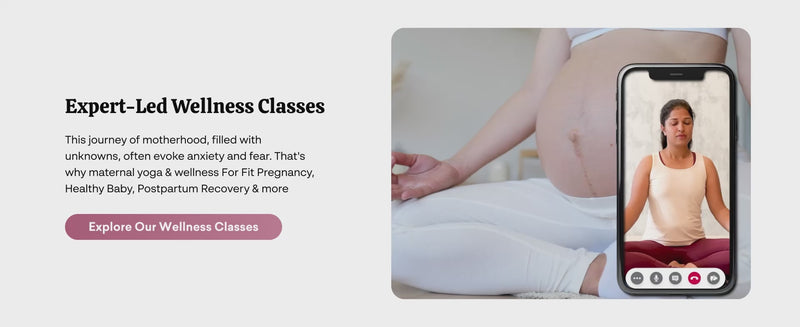 Expert-Led Wellness Classes
This journey of motherhood, filled with
unknowns, often evoke anxiety and fear. That's
why maternal yoga & wellness For Fit Pregnancy,
Healthy Baby, Postpartum Recovery & more
Explore Our Wellness Classes